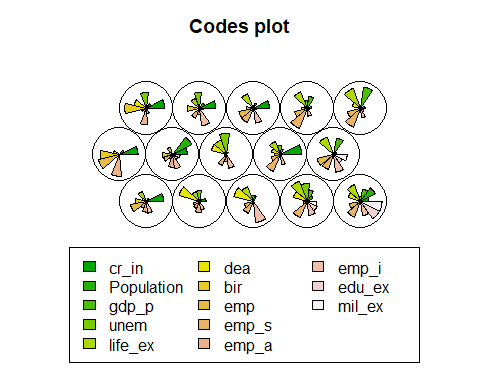 Codes plot
cr_in dea emp_i
Population bir edu_ex
gdp_p emp mil_ex
unem emp_s
life_ex emp_a